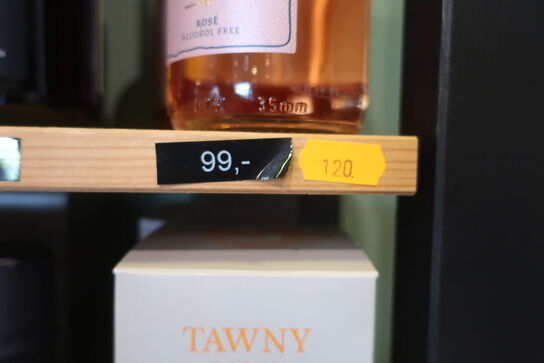 ROSÉ
ALCOHOL FREE
35mm
99,-
120.
TAWNY